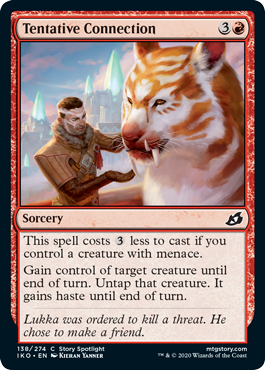 Tentative Connection 3
Sorcery
This spell costs 3 less to cast if you
control a creature with menace.
Gain control of target creature until
end of turn. Untap that creature. It
gains haste until end of turn.
Lukka was ordered to kill a threat. He
chose to make a friend.
138/274 C Story Spotlight
mtgstory.com
IKO • EN KIERAN YANNER
™ & © 2020 Wizards of the Coast